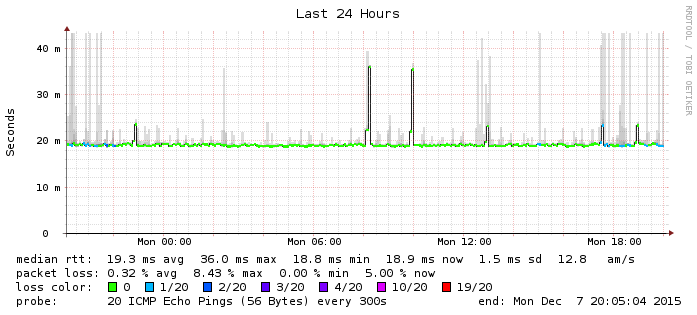 Last 24 Hours
RRDTOOL / TOBI OETIKER
Seconds
40 m
30 m
20 m
10 m
0
Mon 00:00 Mon 06:00 Mon 12:00 Mon 18:00
median rtt: 19.3 ms avg 36.0 ms max 18.8 ms min 18.9 ms now 1.5 ms sd 12.8 am/s
packet loss: 0.32 % avg 8.43 % max 0.00 % min 5.00 % now
loss color: 0 1/20 2/20 3/20 4/20 10/20 19/20
probe: 20 ICMP Echo Pings (56 Bytes) every 300s end: Mon Dec 7 20:05:04 2015